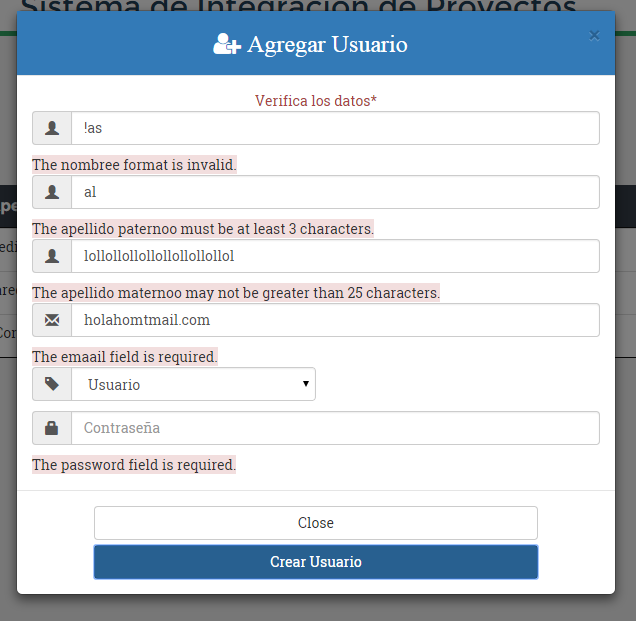 Sistema de Integración de Proyectos
Agregar Usuario
×
Verifica los datos*
!as
The nombree format is invalid.
al
The apellido paternoo must be at least 3 characters.
lollollollollollollollollol
The apellido maternoo may not be greater than 25 characters.
holahomtmail.com
The emaail field is required.
Usuario
Contraseña
The password field is required.
Close
Crear Usuario